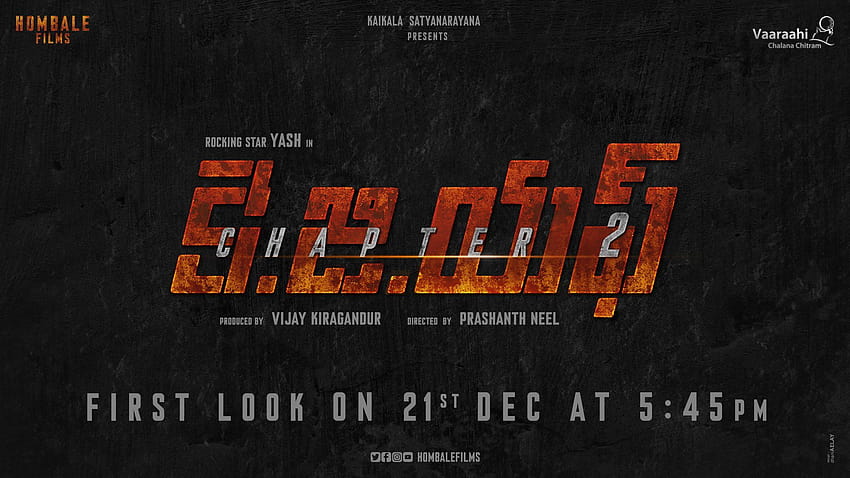 HOMBALE
FILMS
KAIKALA SATYANARAYANA
PRESENTS
Vaaraahi
Chalana Chitram
ROCKING STAR YASH IN
కె.జి.యఫ్
CHAPTER 2
PRODUCED BY VIJAY KIRAGANDUR DIRECTED BY PRASHANTH NEEL
FIRST LOOK ON 21ST DEC AT 5:45PM
HOMBALEFILMS